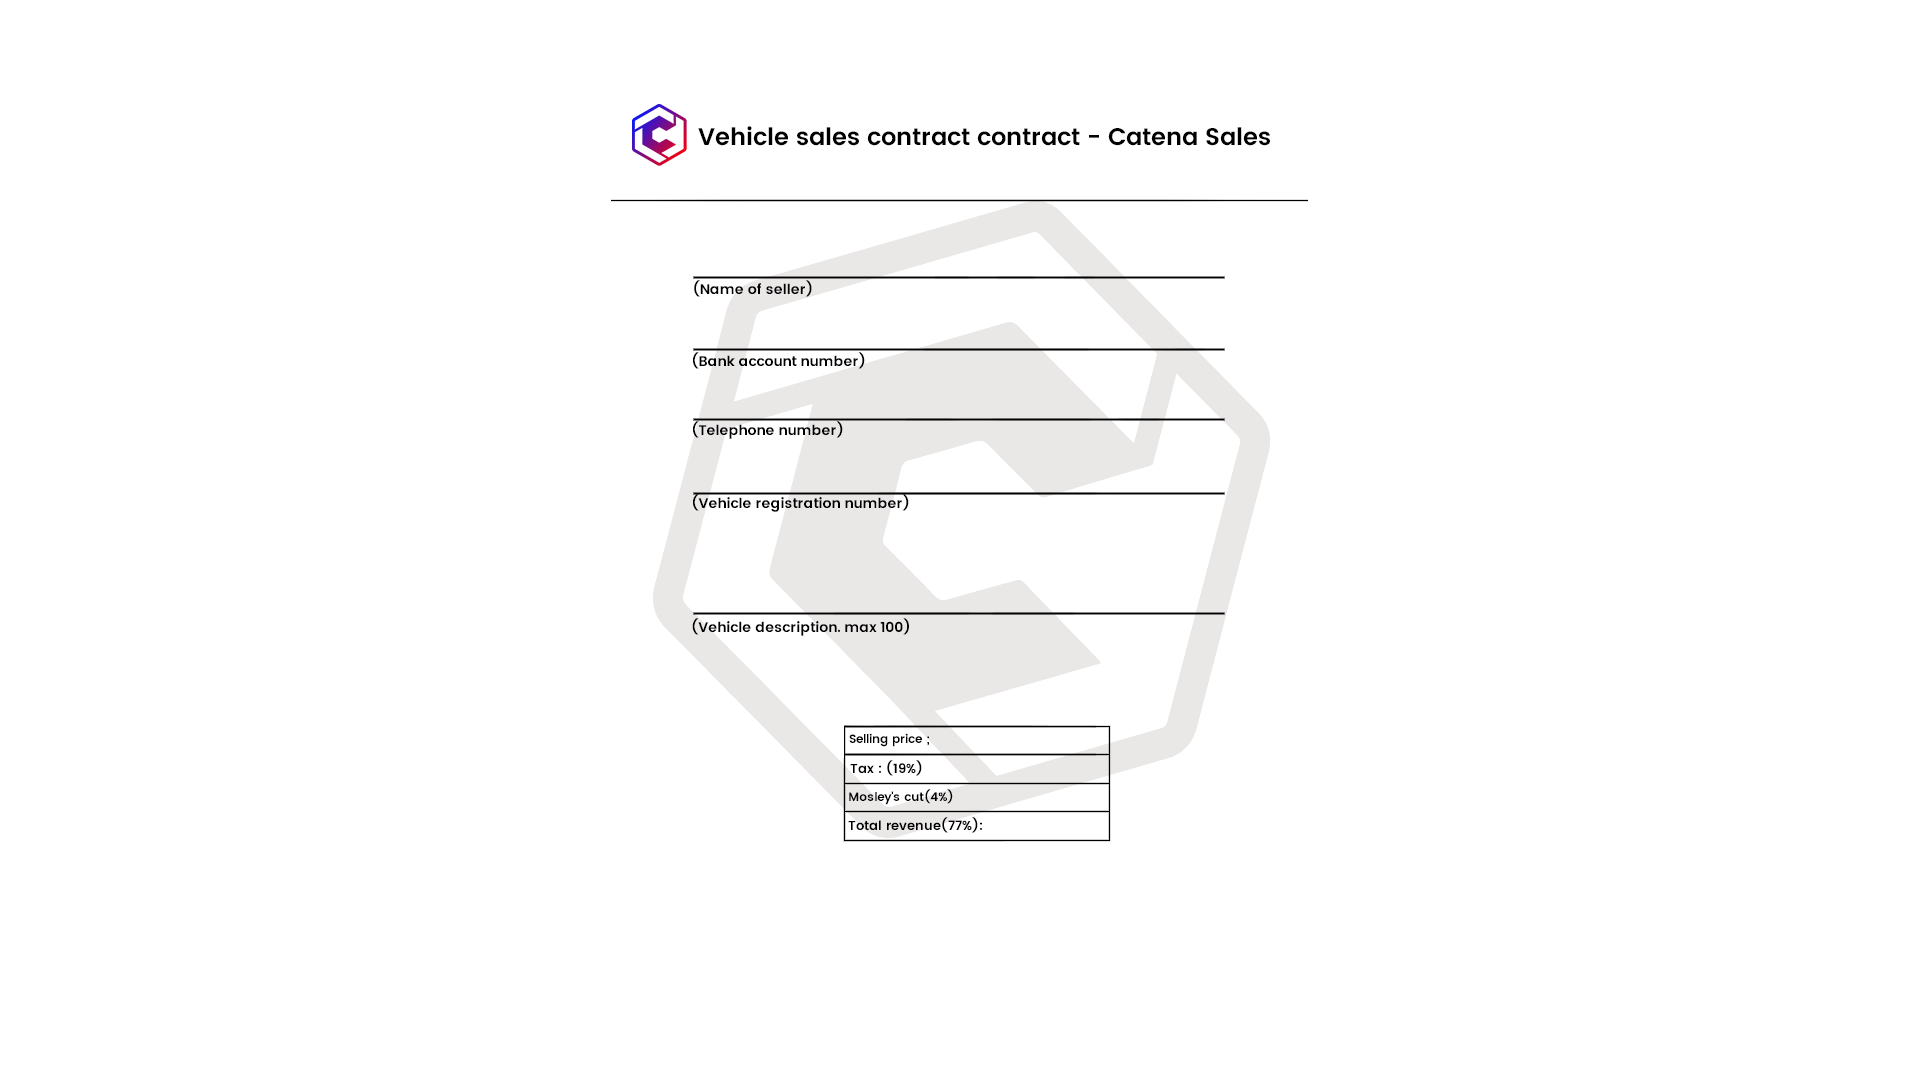 Vehicle sales contract contract - Catena Sales
(Name of seller)
(Bank account number)
(Telephone number)
(Vehicle registration number)
(Vehicle description. max 100)
Selling price ;
Tax : (19%)
Mosley's cut(4%)
Total revenue(77%):